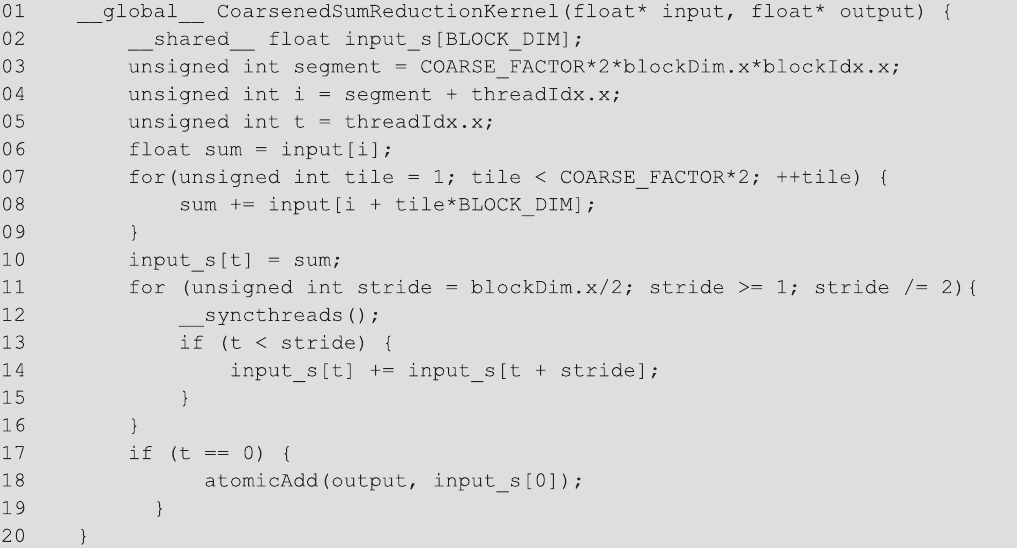 01    __global__ CoarsenedSumReductionKernel(float* input, float* output) {
02        __shared__ float input_s[BLOCK_DIM];
03        unsigned int segment = COARSE_FACTOR*2*blockDim.x*blockIdx.x;
04        unsigned int i = segment + threadIdx.x;
05        unsigned int t = threadIdx.x;
06        float sum = input[i];
07        for(unsigned int tile = 1; tile < COARSE_FACTOR*2; ++tile) {
08            sum += input[i + tile*BLOCK_DIM];
09        }
10        input_s[t] = sum;
11        for (unsigned int stride = blockDim.x/2; stride >= 1; stride /= 2){
12            __syncthreads();
13            if (t < stride) {
14                input_s[t] += input_s[t + stride];
15            }
16        }
17        if (t == 0) {
18              atomicAdd(output, input_s[0]);
19          }
20    }